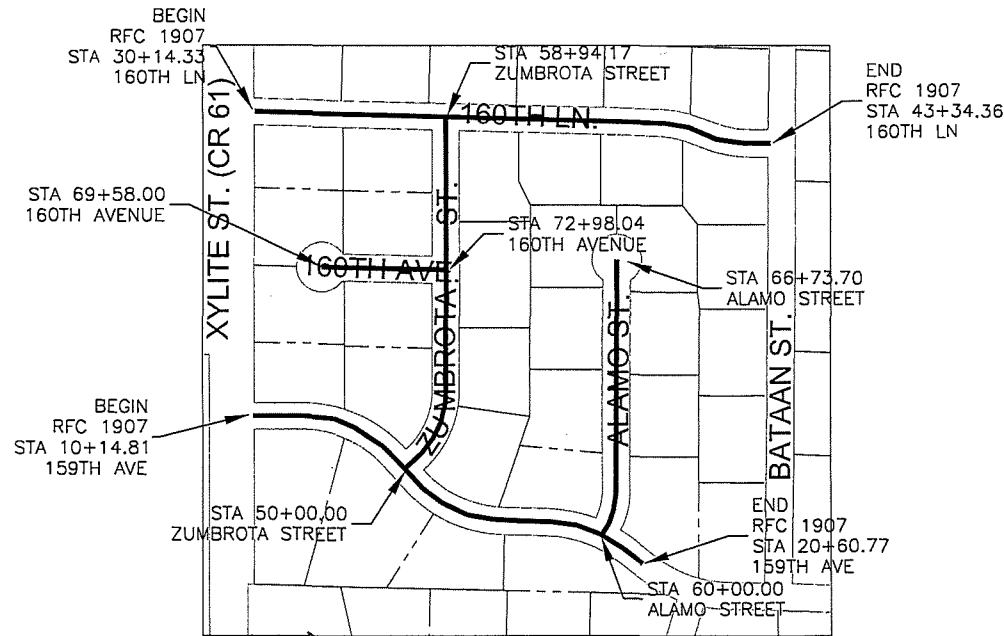 BEGIN
RFC 1907
STA 30+14.33
160TH LN
STA 58+94.17
ZUMBROTA STREET
END
RFC 1907
STA 43+34.36
160TH LN
160TH LN.
XYLITE ST. (CR 61)
STA 69+58.00
160TH AVENUE
STA 72+98.04
160TH AVENUE
160TH AVE.
ZUMBROTA ST.
STA 66+73.70
ALAMO STREET
ALAMO ST.
BATAAN ST.
BEGIN
RFC 1907
STA 10+14.81
159TH AVE
STA 50+00.00
ZUMBROTA STREET
END
RFC 1907
STA 20+60.77
159TH AVE
STA 60+00.00
ALAMO STREET